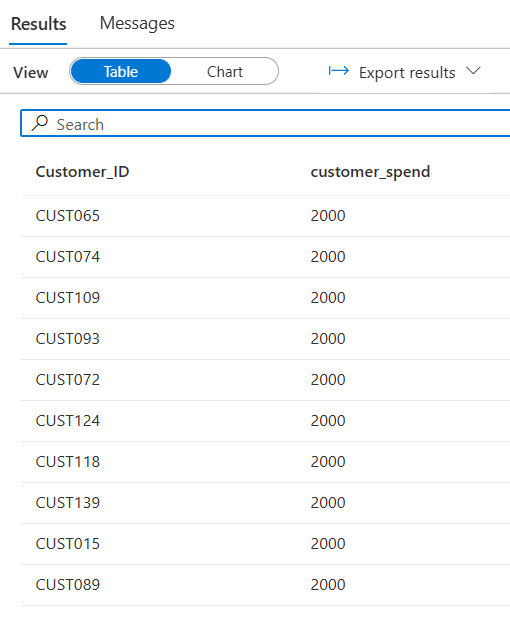 Results Messages
View Table Chart Export results
Search
Customer_ID customer_spend
CUST065 2000
CUST074 2000
CUST109 2000
CUST093 2000
CUST072 2000
CUST124 2000
CUST118 2000
CUST139 2000
CUST015 2000
CUST089 2000